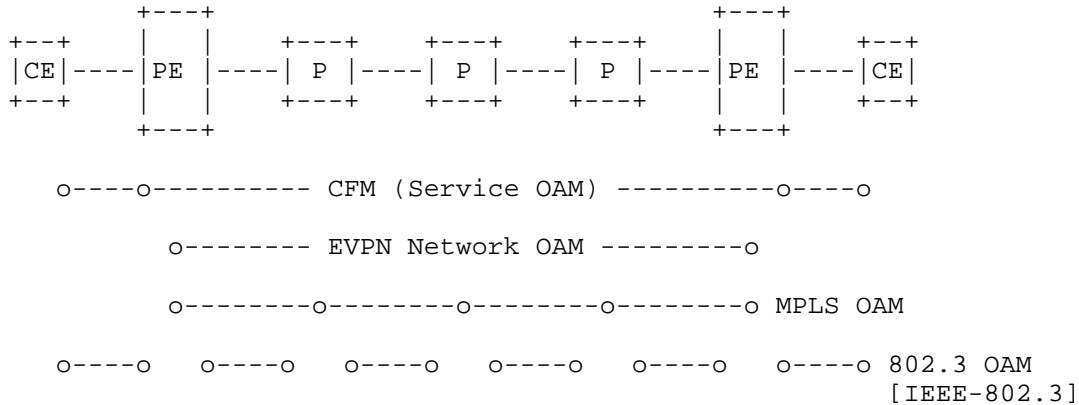 CE PE P P P PE CE
CFM (Service OAM)
EVPN Network OAM
MPLS OAM
802.3 OAM
[IEEE-802.3]